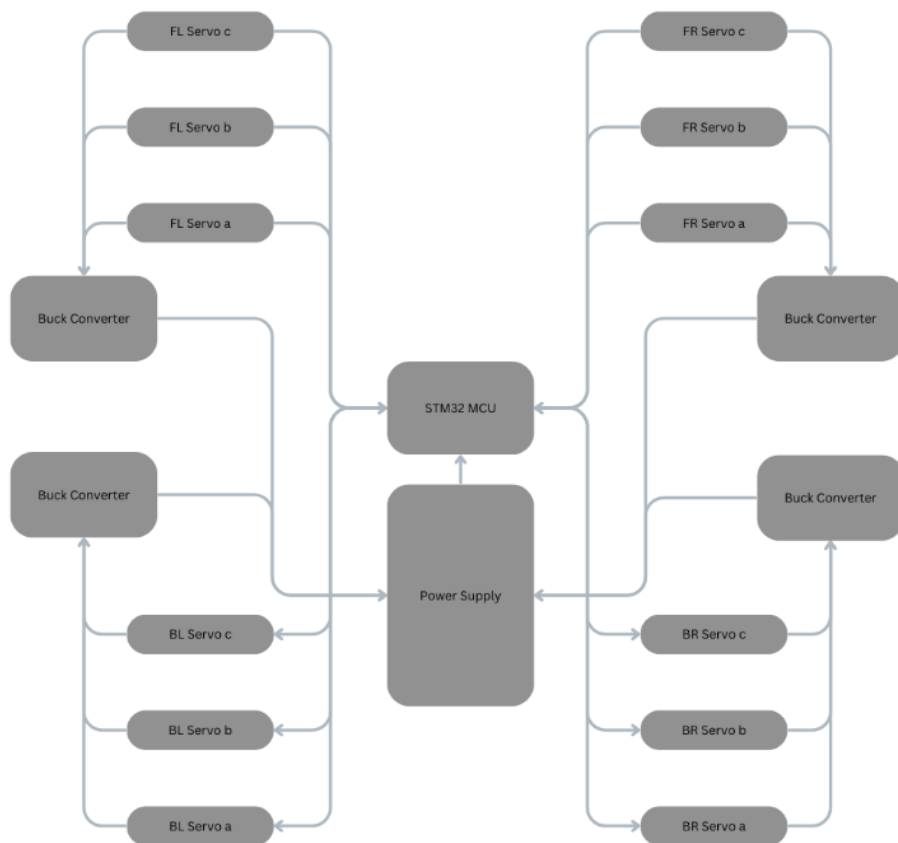 FL Servo c
FR Servo c
FL Servo b
FR Servo b
FL Servo a
FR Servo a
Buck Converter
Buck Converter
STM32 MCU
Buck Converter
Buck Converter
Power Supply
BL Servo c
BR Servo c
BL Servo b
BR Servo b
BL Servo a
BR Servo a